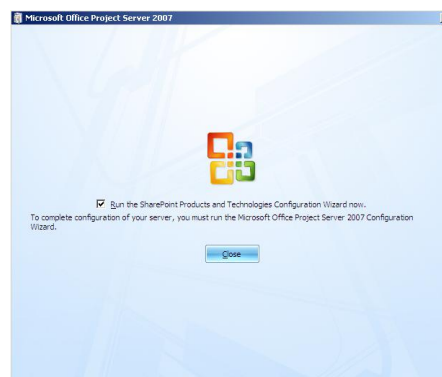 Microsoft Office Project Server 2007
Run the SharePoint Products and Technologies Configuration Wizard now.
To complete configuration of your server, you must run the Microsoft Office Project Server 2007 Configuration
Wizard.
Close